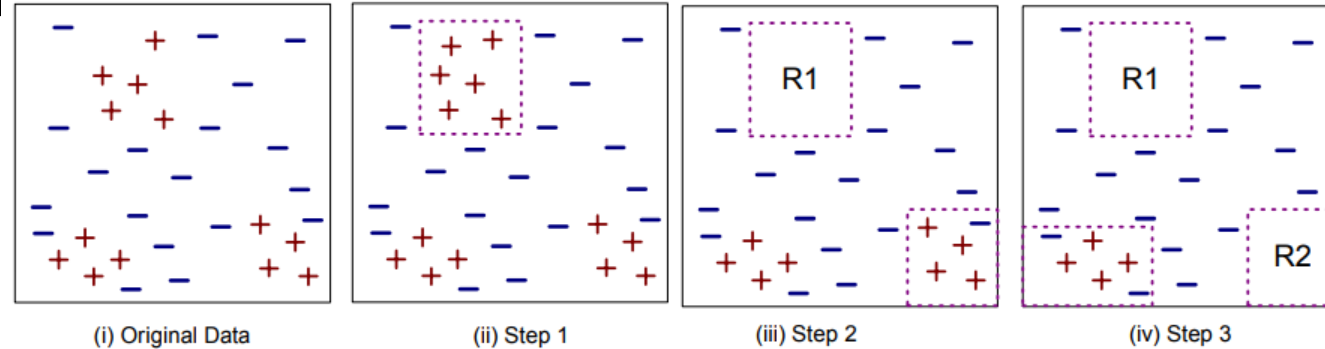 R1
R1
R2
(i) Original Data
(ii) Step 1
(iii) Step 2
(iv) Step 3